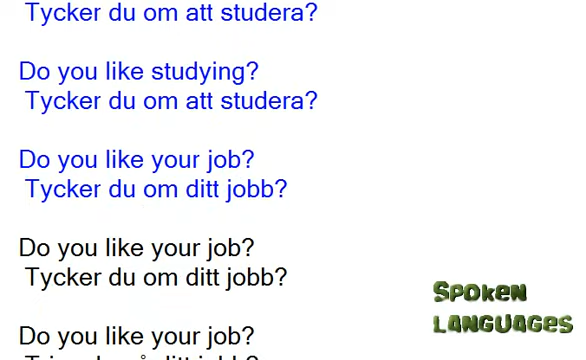 Tycker du om att studera?
Do you like studying?
Tycker du om att studera?
Do you like your job?
Tycker du om ditt jobb?
Do you like your job?
Tycker du om ditt jobb?
Do you like your job?
SPOKEN
LANGUAGES